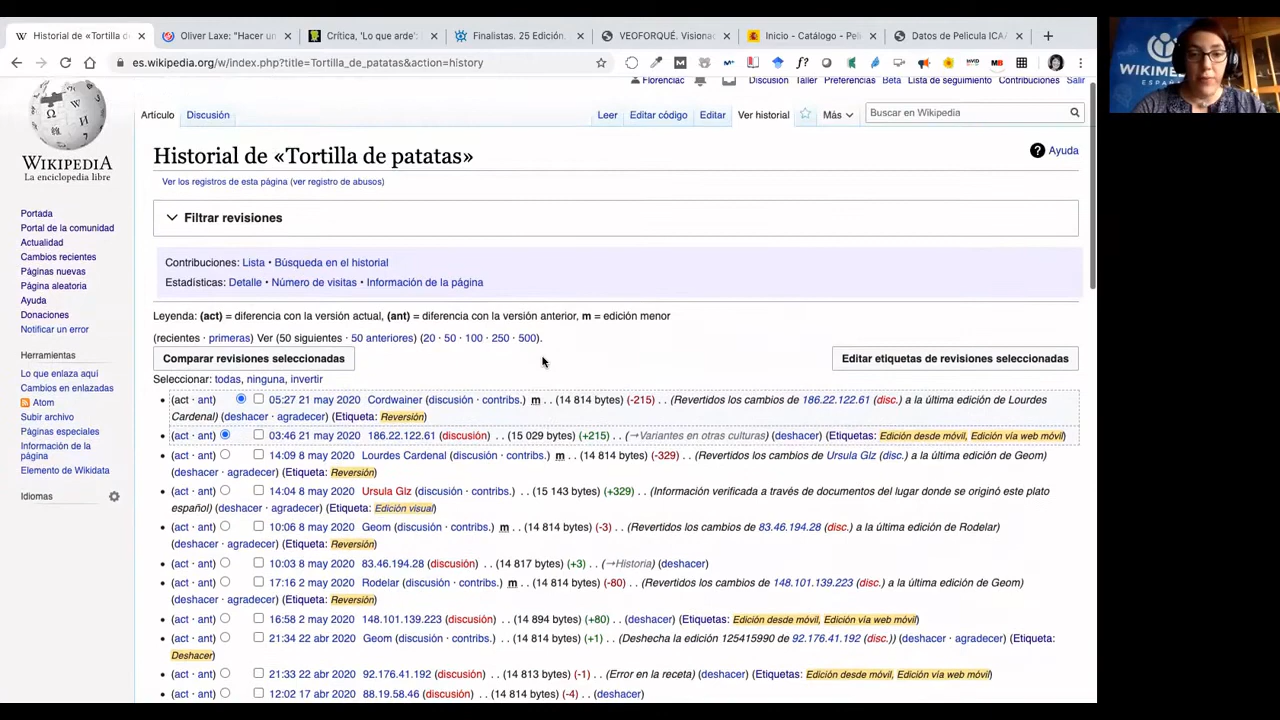 Historial de «Tortilla d
Oliver Laxe: "Hacer un
Crítica, 'Lo que arde':
Finalistas. 25 Edición.
VEOFORQUÉ. Visiona
Inicio - Catálogo - Peli
Datos de Película ICA
es.wikipedia.org/w/index.php?title=Tortilla_de_patatas&action=history
Florenciac Discusión Taller Preferencias Beta Lista de seguimiento Contribuciones Salir
Artículo Discusión Leer Editar código Editar Ver historial Más Buscar en Wikipedia
WIKIPEDIA
La enciclopedia libre
Historial de «Tortilla de patatas»
Ayuda
Ver los registros de esta página (ver registro de abusos)
Filtrar revisiones
Contribuciones: Lista • Búsqueda en el historial
Estadísticas: Detalle • Número de visitas • Información de la página
Leyenda: (act) = diferencia con la versión actual, (ant) = diferencia con la versión anterior, m = edición menor
(recientes · primeras) Ver (50 siguientes · 50 anteriores) (20 · 50 · 100 · 250 · 500).
Comparar revisiones seleccionadas
Editar etiquetas de revisiones seleccionadas
Seleccionar: todas, ninguna, invertir
(act · ant) 05:27 21 may 2020 Cordwainer (discusión · contribs.) m . . (14 814 bytes) (-215) . . (Revertidos los cambios de 186.22.122.61 (disc.) a la última edición de Lourdes
Cardenal) (deshacer · agradecer) (Etiqueta: Reversión)
(act · ant) 03:46 21 may 2020 186.22.122.61 (discusión) . . (15 029 bytes) (+215) . . (→Variantes en otras culturas) (deshacer) (Etiquetas: Edición desde móvil, Edición vía web móvil)
(act · ant) 14:09 8 may 2020 Lourdes Cardenal (discusión · contribs.) m . . (14 814 bytes) (-329) . . (Revertidos los cambios de Ursula Glz (disc.) a la última edición de Geom)
(deshacer · agradecer) (Etiqueta: Reversión)
(act · ant) 14:04 8 may 2020 Ursula Glz (discusión · contribs.) . . (15 143 bytes) (+329) . . (Información verificada a través de documentos del lugar donde se originó este plato
español) (deshacer · agradecer) (Etiqueta: Edición visual)
(act · ant) 10:06 8 may 2020 Geom (discusión · contribs.) m . . (14 814 bytes) (-3) . . (Revertidos los cambios de 83.46.194.28 (disc.) a la última edición de Rodelar)
(deshacer · agradecer) (Etiqueta: Reversión)
(act · ant) 10:03 8 may 2020 83.46.194.28 (discusión) . . (14 817 bytes) (+3) . . (→Historia) (deshacer)
(act · ant) 17:16 2 may 2020 Rodelar (discusión · contribs.) m . . (14 814 bytes) (-80) . . (Revertidos los cambios de 148.101.139.223 (disc.) a la última edición de Geom)
(deshacer · agradecer) (Etiqueta: Reversión)
(act · ant) 16:58 2 may 2020 148.101.139.223 (discusión) . . (14 894 bytes) (+80) . . (deshacer) (Etiquetas: Edición desde móvil, Edición vía web móvil)
(act · ant) 21:34 22 abr 2020 Geom (discusión · contribs.) . . (14 814 bytes) (+1) . . (Deshecha la edición 125415990 de 92.176.41.192 (disc.)) (deshacer · agradecer) (Etiqueta:
Deshacer)
(act · ant) 21:33 22 abr 2020 92.176.41.192 (discusión) . . (14 813 bytes) (-1) . . (Error en la receta) (deshacer) (Etiquetas: Edición desde móvil, Edición vía web móvil)
(act · ant) 12:02 17 abr 2020 88.19.58.46 (discusión) . . (14 814 bytes) (-4) . . (deshacer)
Portada
Portal de la comunidad
Actualidad
Cambios recientes
Páginas nuevas
Página aleatoria
Ayuda
Donaciones
Notificar un error
Herramientas
Lo que enlaza aquí
Cambios en enlazadas
Atom
Subir archivo
Páginas especiales
Información de la
página
Elemento de Wikidata
Idiomas
ESPAÑA